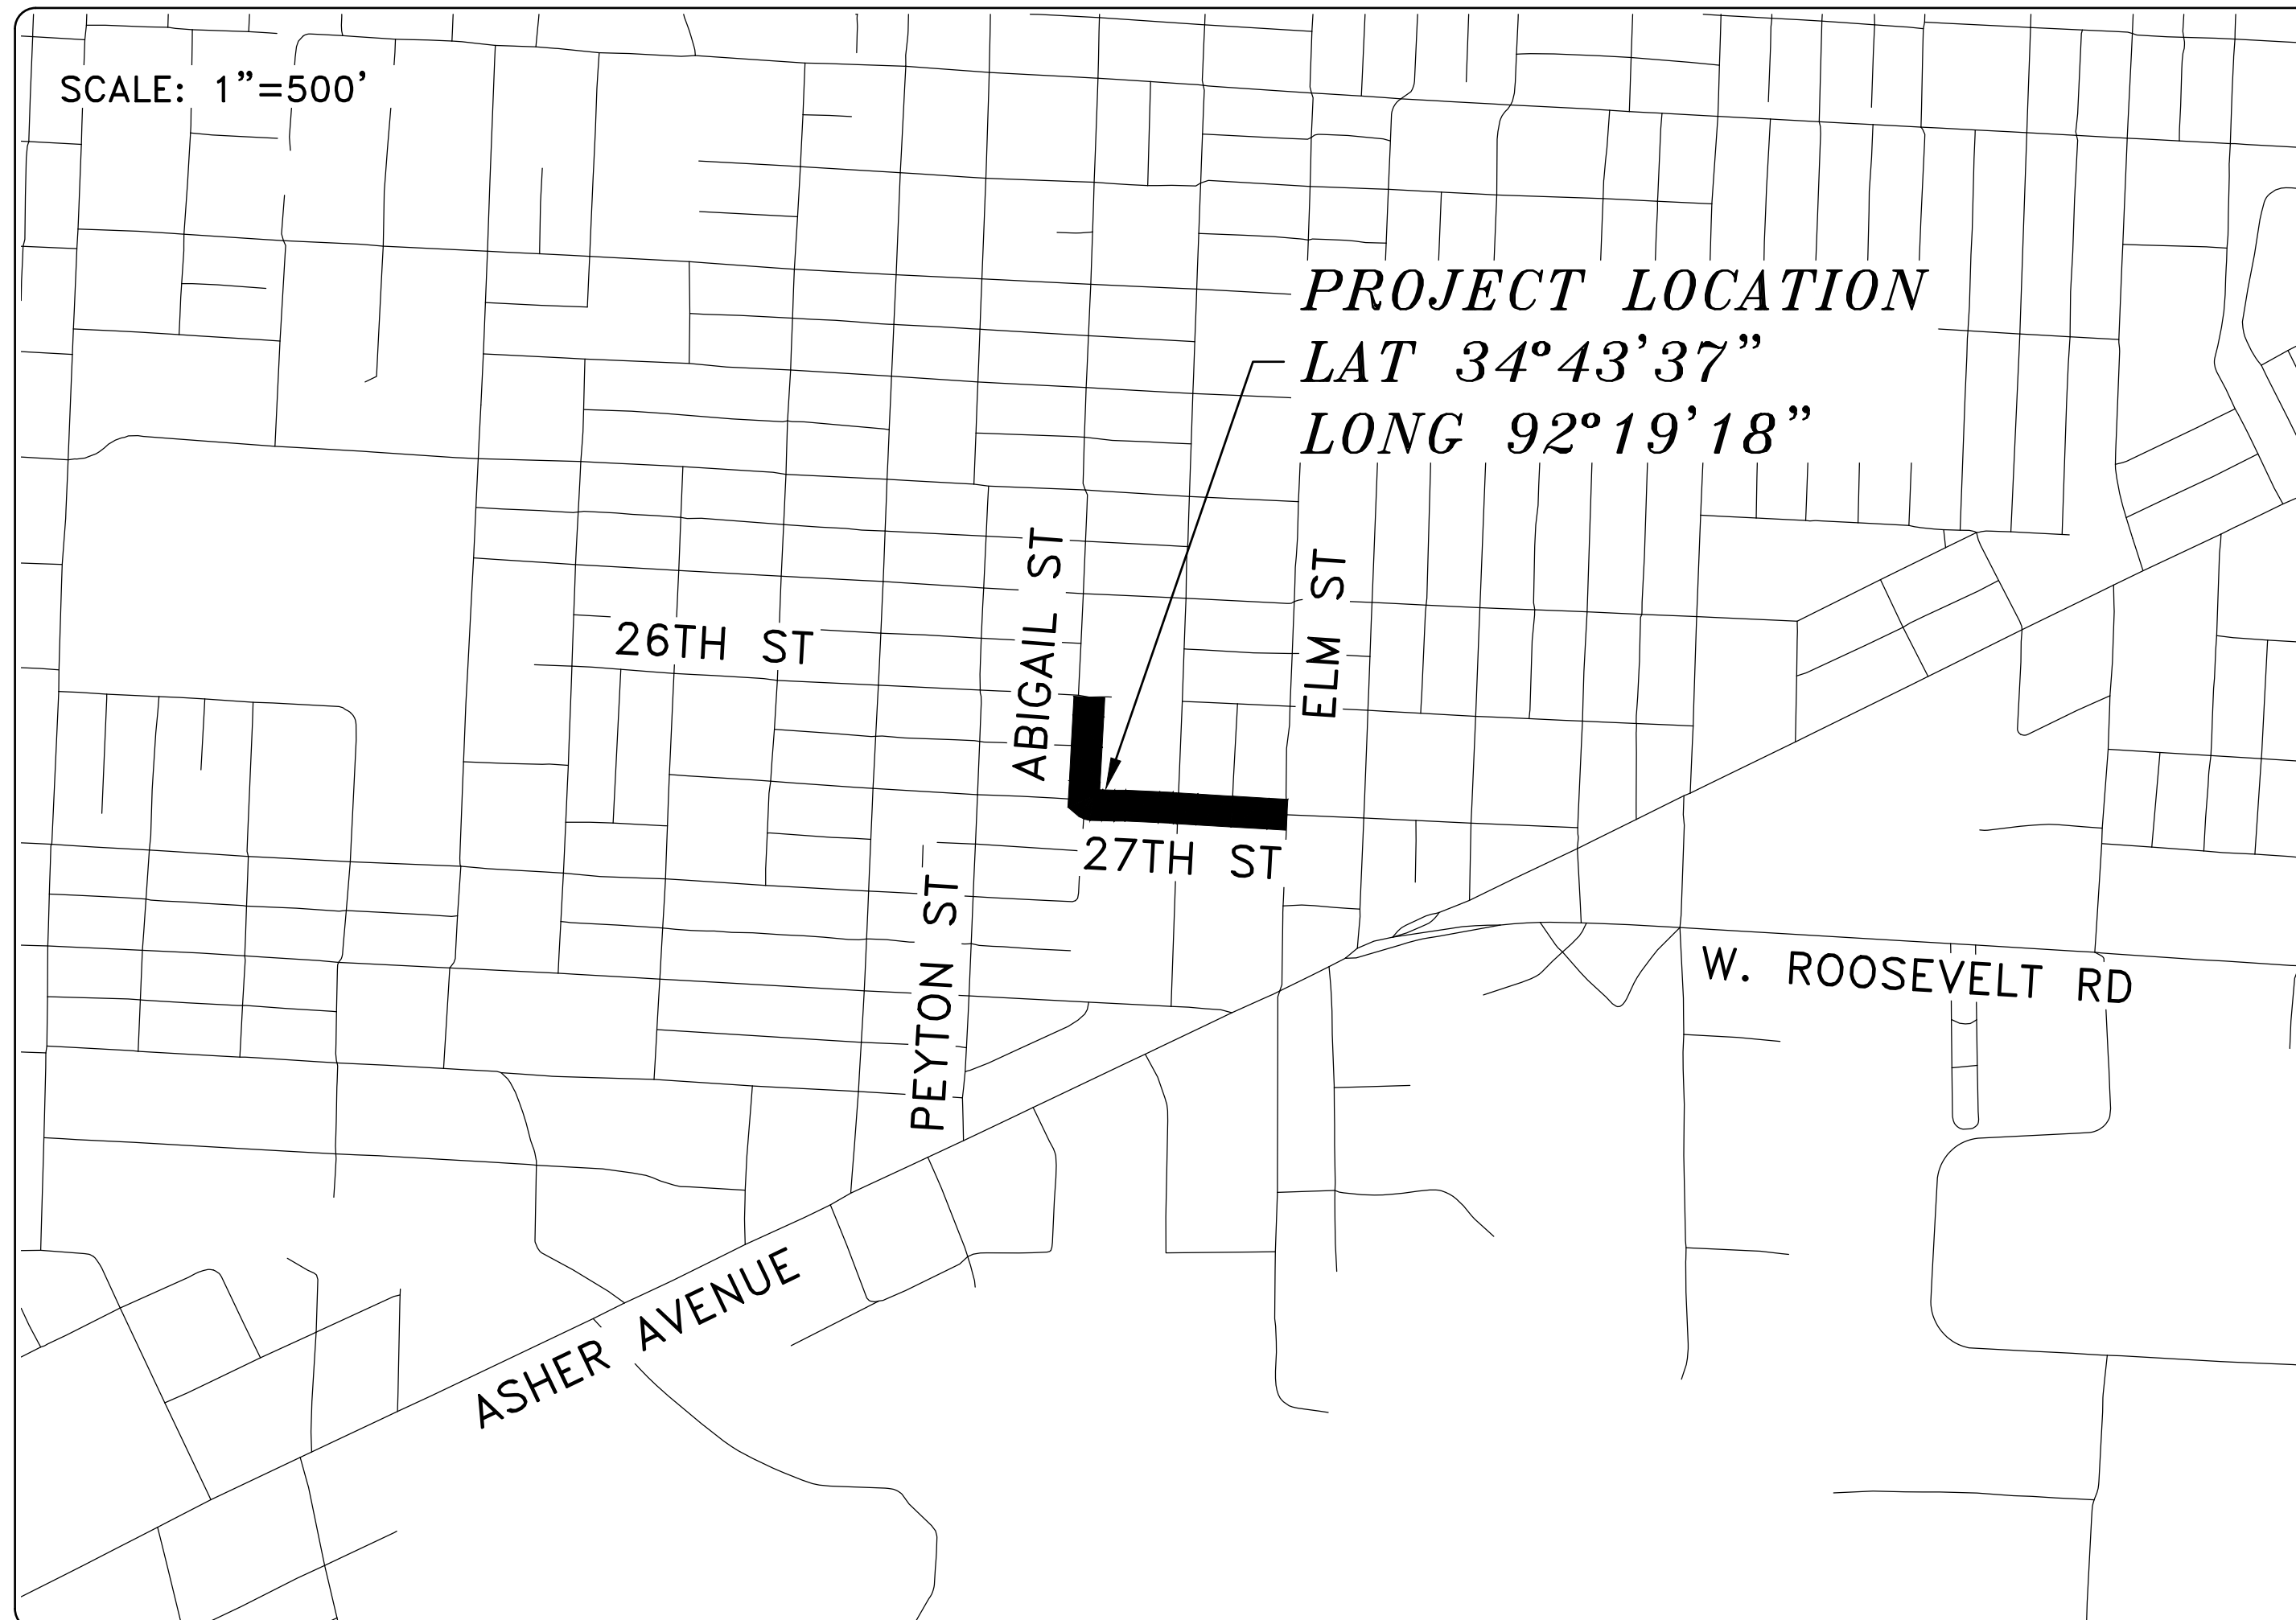 SCALE: 1"=500'
PROJECT LOCATION
LAT 34°43'37"
LONG 92°19'18"
ABIGAIL ST
ELM ST
26TH ST
27TH ST
PEYTON ST
W. ROOSEVELT RD
ASHER AVENUE